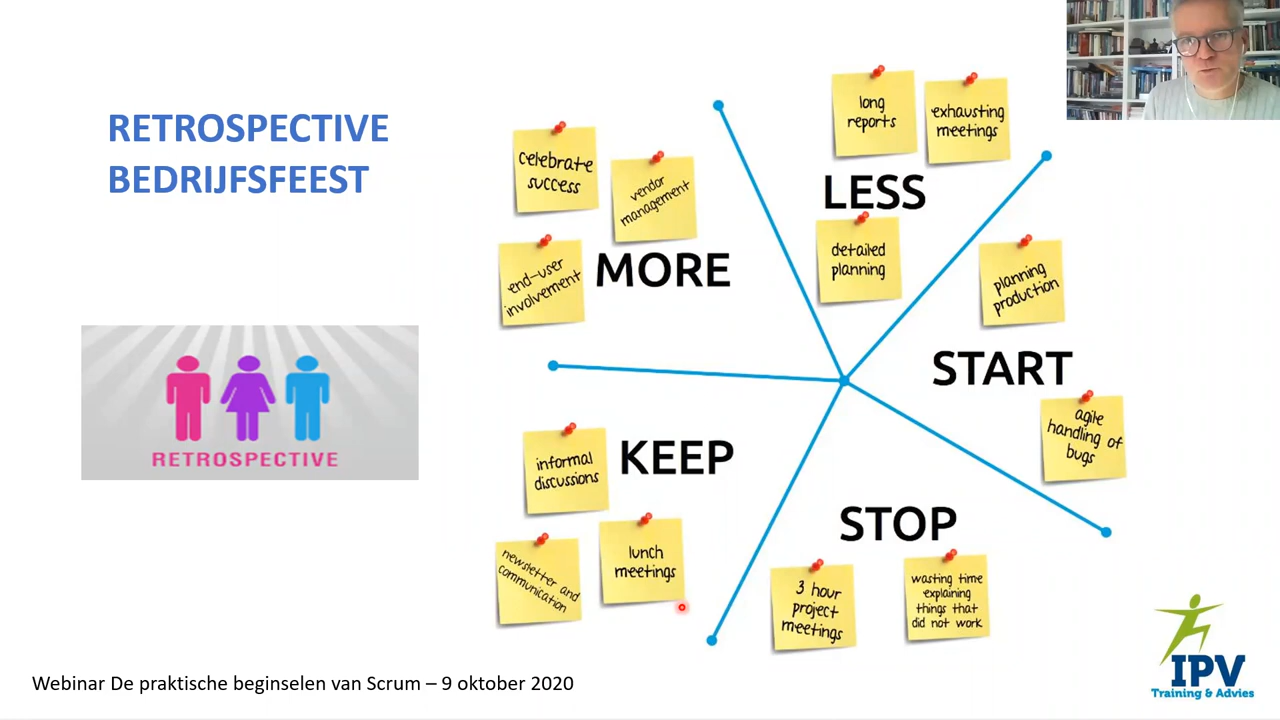 RETROSPECTIVE
BEDRIJFSFEEST
RETROSPECTIVE
celebrate
success
vendor
management
end-user
involvement
MORE
long
reports
exhausting
meetings
LESS
detailed
planning
planning
production
START
agile
handling of
bugs
informal
discussions
KEEP
newsletter and
communication
lunch
meetings
STOP
3 hour
project
meetings
wasting time
explaining
things that
did not work
Webinar De praktische beginselen van Scrum – 9 oktober 2020
IPV
Training & Advies